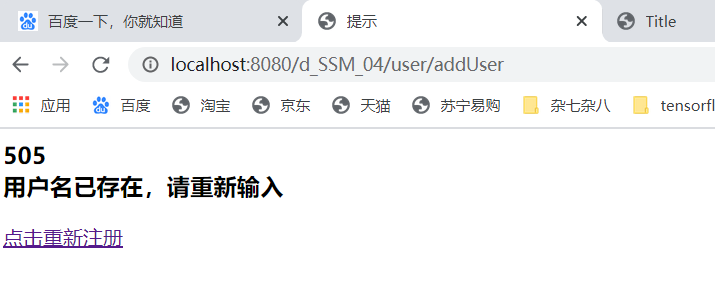 百度一下，你就知道 提示 Title
localhost:8080/d_SSM_04/user/addUser
应用 百度 淘宝 京东 天猫 苏宁易购 杂七杂八 tensorfl
505
用户名已存在，请重新输入
点击重新注册